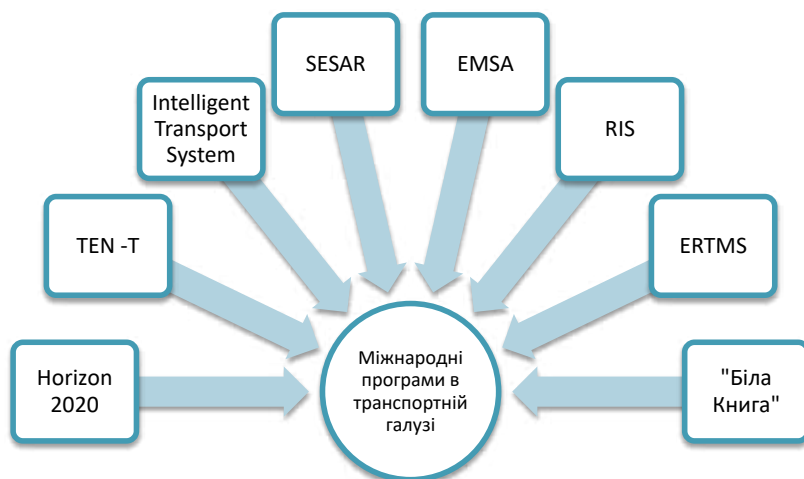 SESAR
EMSA
Intelligent
Transport
System
RIS
TEN -T
ERTMS
Horizon
2020
Міжнародні
програми в
транспортній
галузі
"Біла
Книга"